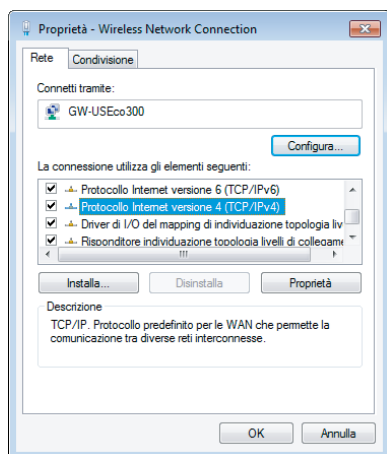 Proprietà - Wireless Network Connection
Rete Condivisione
Connetti tramite:
GW-USEco300
Configura...
La connessione utilizza gli elementi seguenti:
Protocollo Internet versione 6 (TCP/IPv6)
Protocollo Internet versione 4 (TCP/IPv4)
Driver di I/O del mapping di individuazione topologia liv
Risponditore individuazione topologia livelli di collegame
Installa... Disinstalla Proprietà
Descrizione
TCP/IP. Protocollo predefinito per le WAN che permette la
comunicazione tra diverse reti interconnesse.
OK Annulla